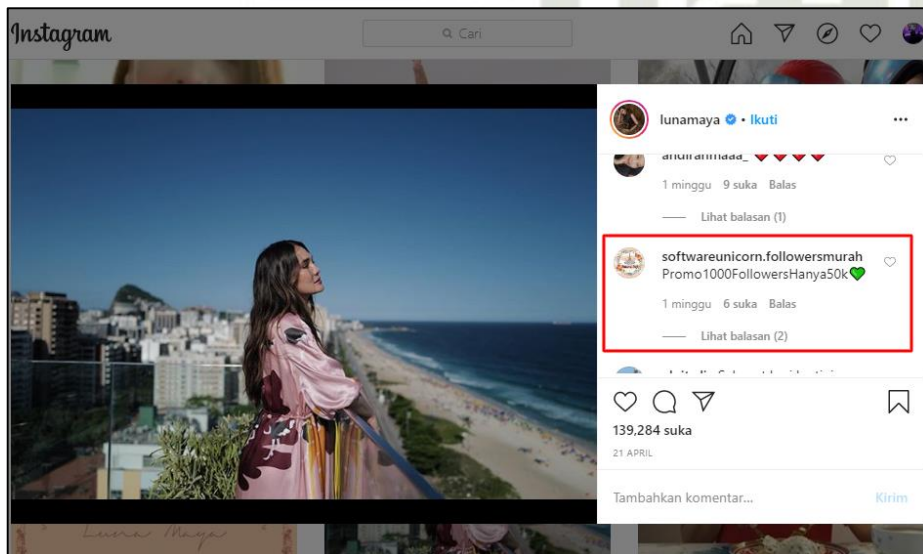 Instagram
Cari
lunamaya • Ikuti
andirahmaaa_
1 minggu 9 suka Balas
Lihat balasan (1)
softwareunicorn.followersmurah
Promo1000FollowersHanya50k💚
1 minggu 6 suka Balas
Lihat balasan (2)
139,284 suka
21 APRIL
Tambahkan komentar... Kirim
Luna Maya